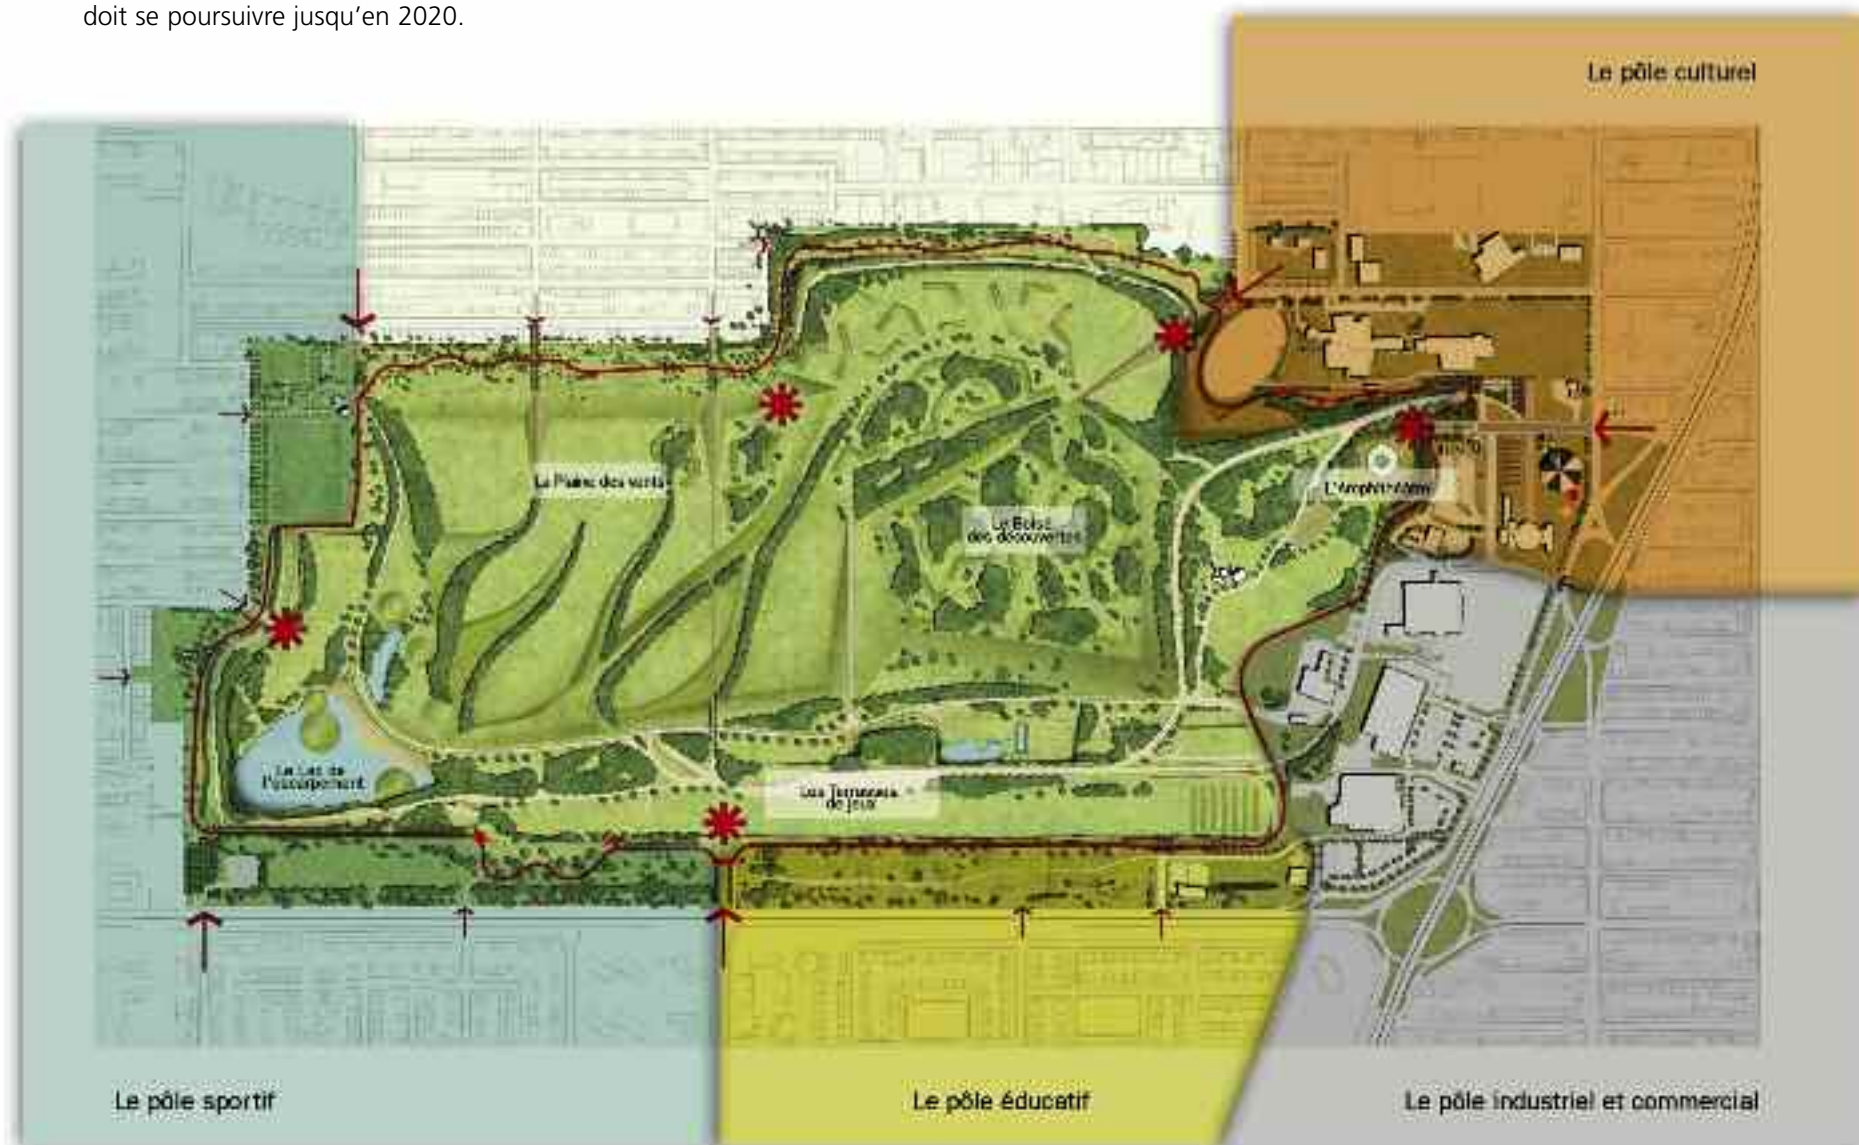 doit se poursuivre jusqu'en 2020.
Le pôle culturel
La Plaine des vents
L'Amphithéâtre
Le Boisé
des découvertes
Le Lac de
l'escarpement
Les Terrasses
de jeux
Le pôle sportif
Le pôle éducatif
Le pôle industriel et commercial